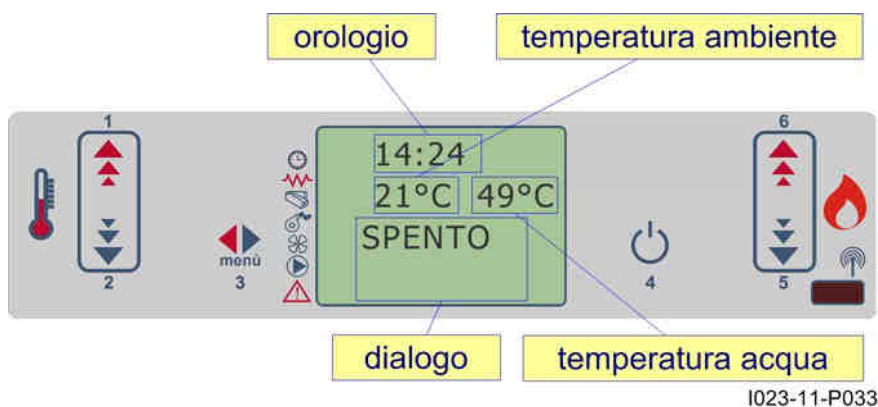 orologio
temperatura ambiente
1
6
14:24
21°C 49°C
SPENTO
menù
2
3
4
5
dialogo
temperatura acqua
I023-11-P033